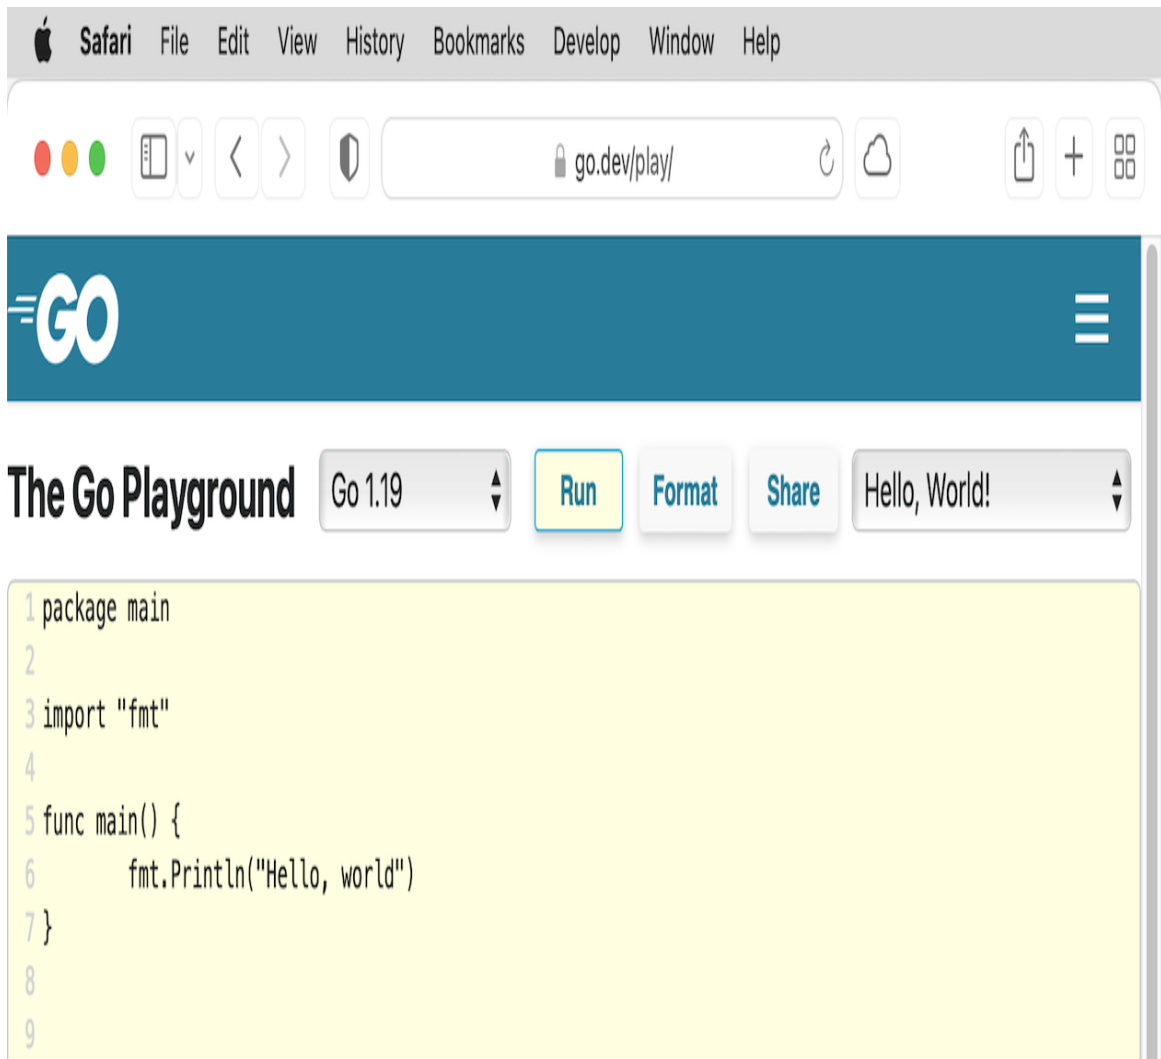 Safari File Edit View History Bookmarks Develop Window Help
go.dev/play/
GO
The Go Playground Go 1.19 Run Format Share Hello, World!
1 package main
2
3 import "fmt"
4
5 func main() {
6 fmt.Println("Hello, world")
7 }
8
9